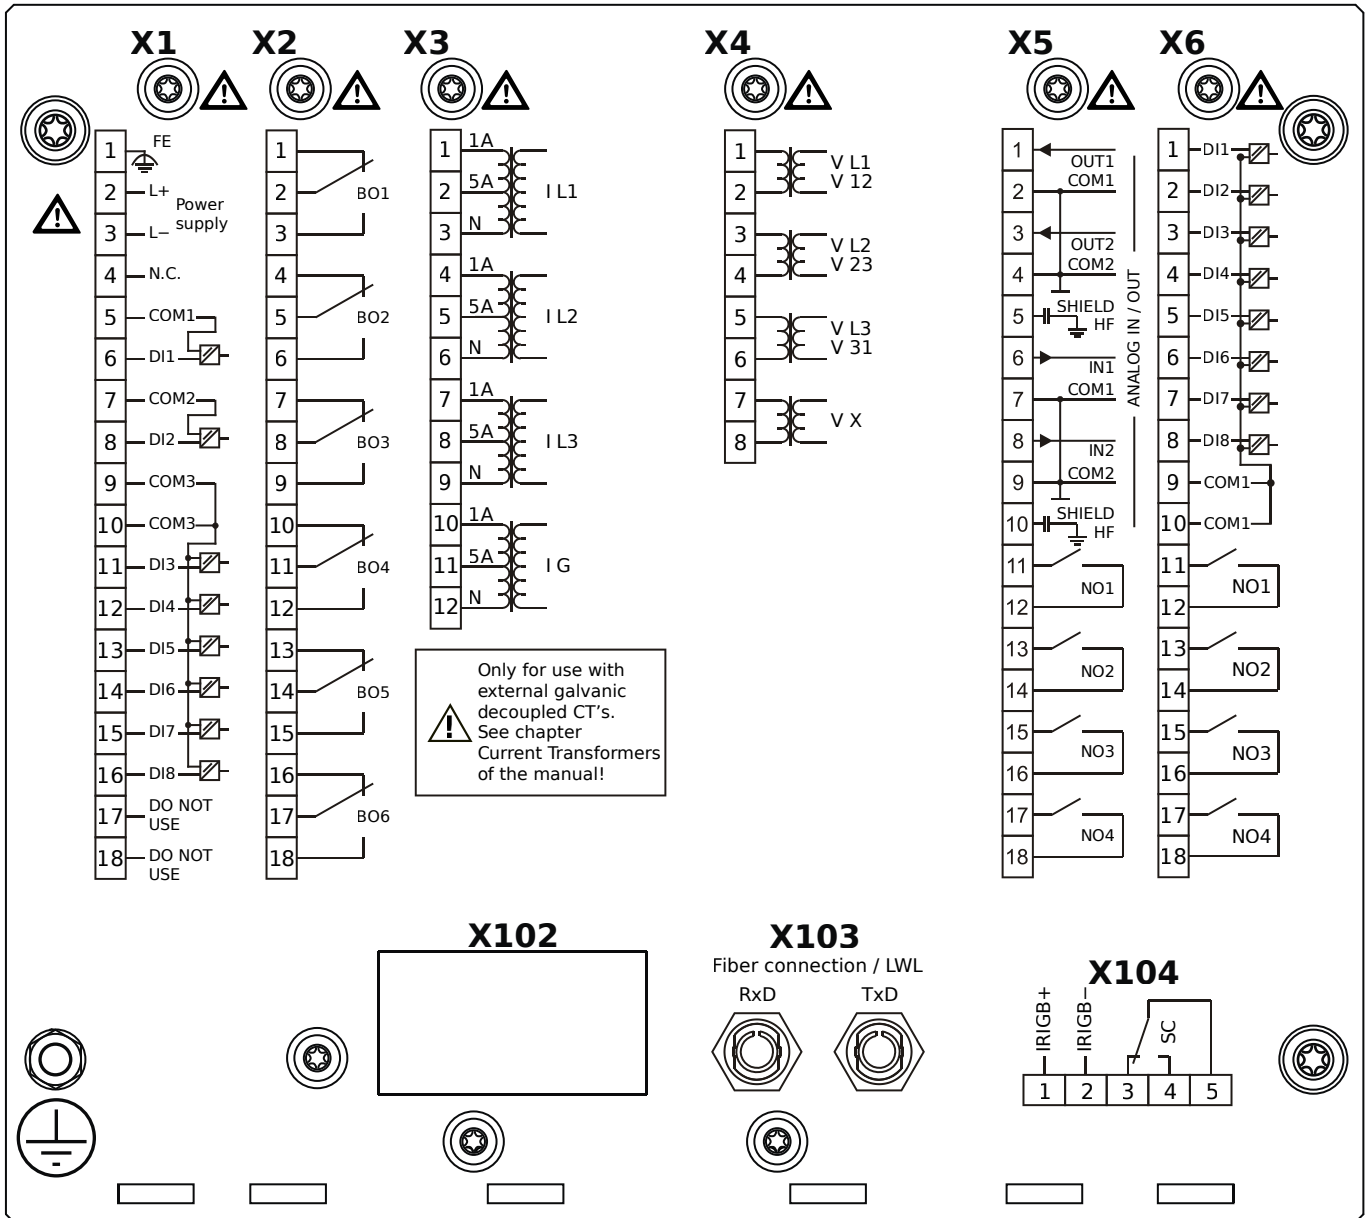 X1
X2
X3
X4
X5
X6
1 FE
2 L+
Power
supply
3 L−
4 N.C.
5 COM1
6 DI1
7 COM2
8 DI2
9 COM3
10 COM3
11 DI3
12 DI4
13 DI5
14 DI6
15 DI7
16 DI8
17 DO NOT
USE
18 DO NOT
USE
1
2 BO1
3
4
5 BO2
6
7
8 BO3
9
10
11 BO4
12
13
14 BO5
15
16
17 BO6
18
1 1A
2 5A I L1
3 N
4 1A
5 5A I L2
6 N
7 1A
8 5A I L3
9 N
10 1A
11 5A I G
12 N
Only for use with
external galvanic
decoupled CT's.
See chapter
Current Transformers
of the manual!
1 V L1
2 V 12
3 V L2
4 V 23
5 V L3
6 V 31
7 V X
8
1 OUT1
2 COM1
3 OUT2
4 COM2
5 SHIELD
HF
6 IN1
7 COM1
8 IN2
9 COM2
10 SHIELD
HF
ANALOG IN / OUT
11 NO1
12
13 NO2
14
15 NO3
16
17 NO4
18
1 DI1
2 DI2
3 DI3
4 DI4
5 DI5
6 DI6
7 DI7
8 DI8
9 COM1
10 COM1
11 NO1
12
13 NO2
14
15 NO3
16
17 NO4
18
X102
X103
Fiber connection / LWL
RxD TxD
X104
IRIGB+
IRIGB−
SC
1 2 3 4 5